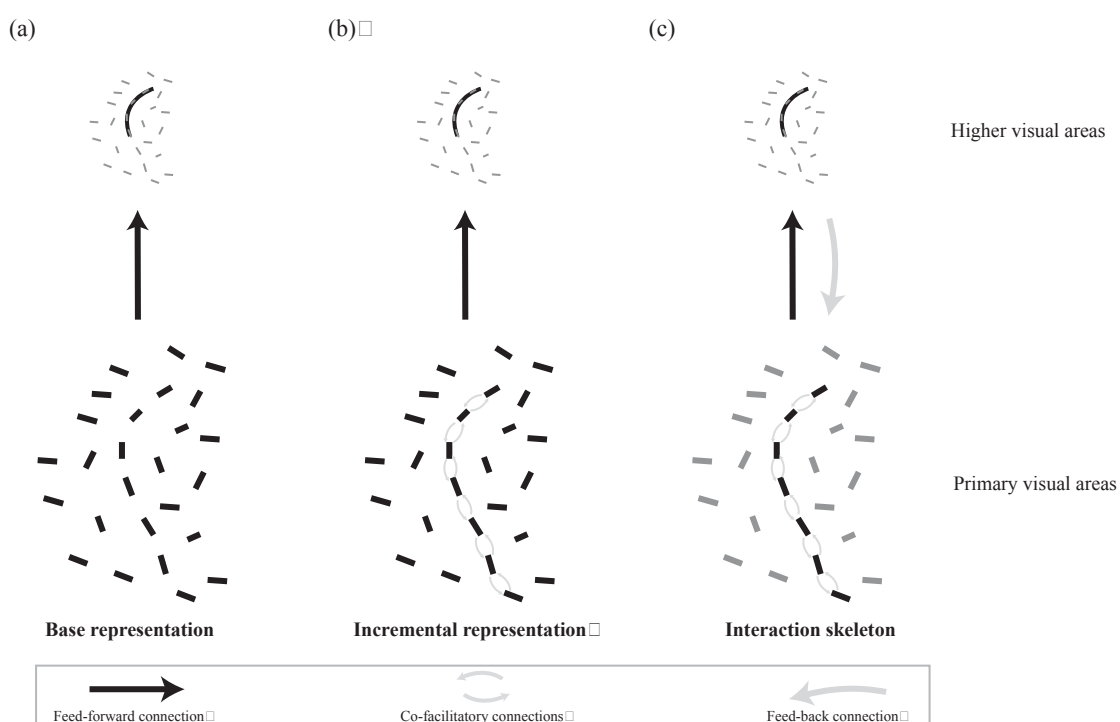 (a)
(b)□
(c)
Higher visual areas
Primary visual areas
Base representation
Incremental representation□
Interaction skeleton
Feed-forward connection□
Co-facilitatory connections□
Feed-back connection□